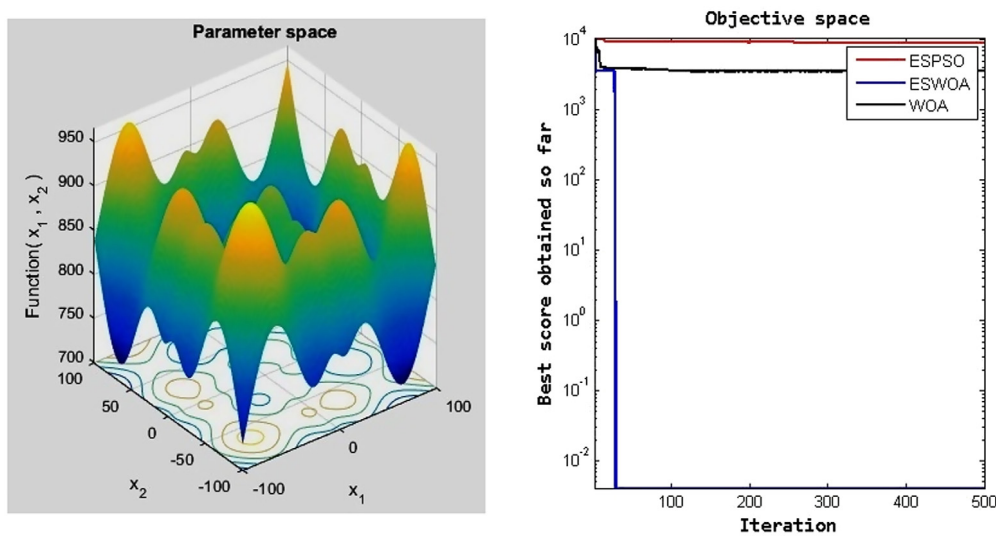 Parameter space
Function( x1 , x2 )
950
900
850
800
750
700
100
50
0
-50
-100
x2
-100
0
100
x1
Objective space
Best score obtained so far
10^4
10^3
10^2
10^1
10^0
10^-1
10^-2
ESPSO
ESWOA
WOA
100
200
300
400
500
Iteration